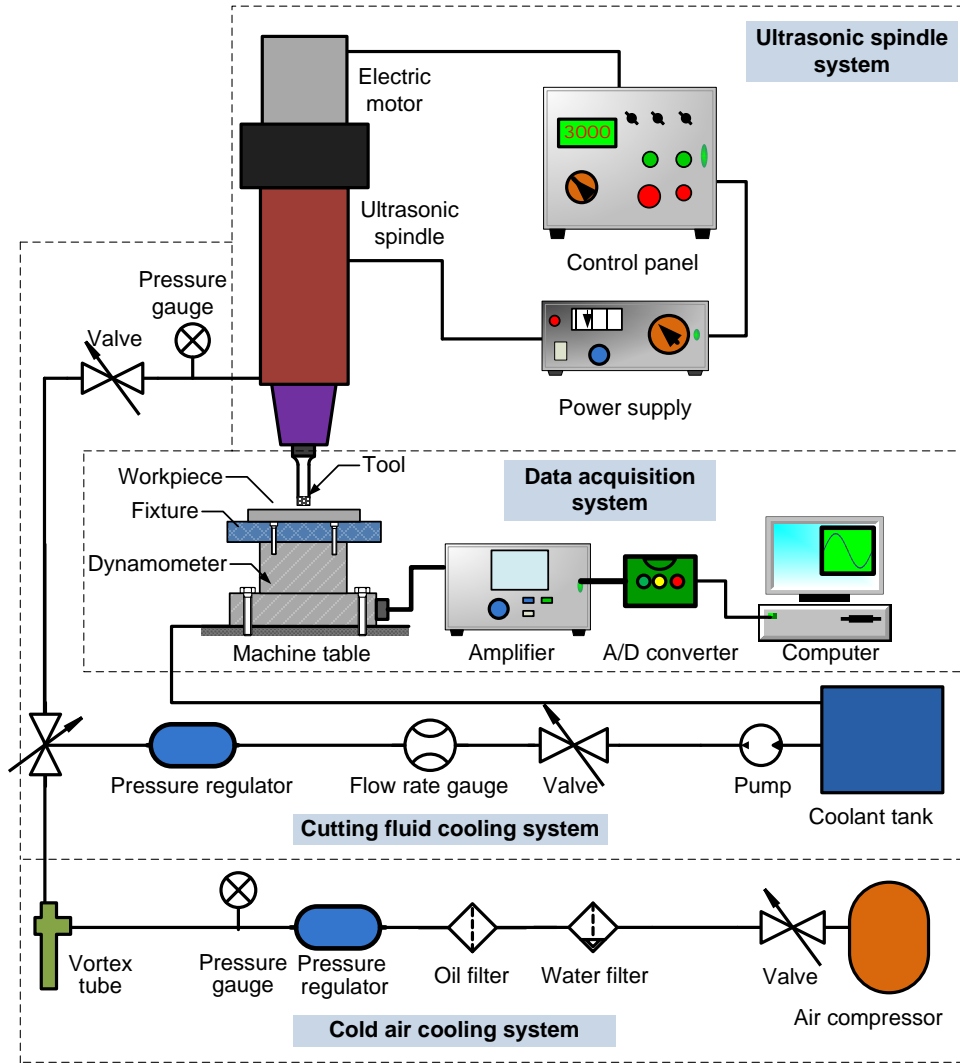 Ultrasonic spindle
system
Electric
motor
3000
Ultrasonic
spindle
Control panel
Pressure
gauge
Valve
Power supply
Tool
Workpiece
Data acquisition
system
Fixture
Dynamometer
Machine table
Amplifier
A/D converter
Computer
Pressure regulator
Flow rate gauge
Valve
Pump
Coolant tank
Cutting fluid cooling system
Vortex
tube
Pressure
gauge
Pressure
regulator
Oil filter
Water filter
Valve
Air compressor
Cold air cooling system